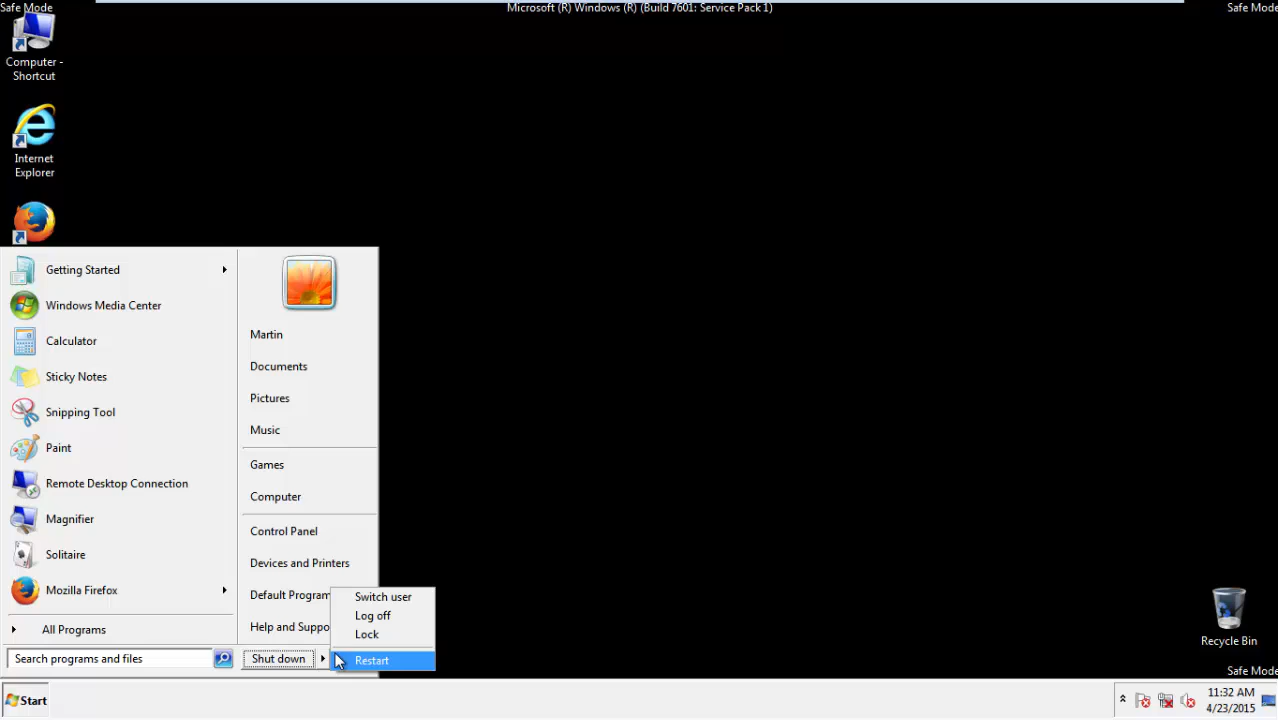 Safe Mode
Microsoft (R) Windows (R) (Build 7601: Service Pack 1)
Safe Mode
Computer -
Shortcut
Internet
Explorer
Getting Started
Windows Media Center
Calculator
Sticky Notes
Snipping Tool
Paint
Remote Desktop Connection
Magnifier
Solitaire
Mozilla Firefox
All Programs
Search programs and files
Martin
Documents
Pictures
Music
Games
Computer
Control Panel
Devices and Printers
Default Program
Help and Suppo
Shut down
Switch user
Log off
Lock
Restart
Recycle Bin
Safe Mode
Start
11:32 AM
4/23/2015